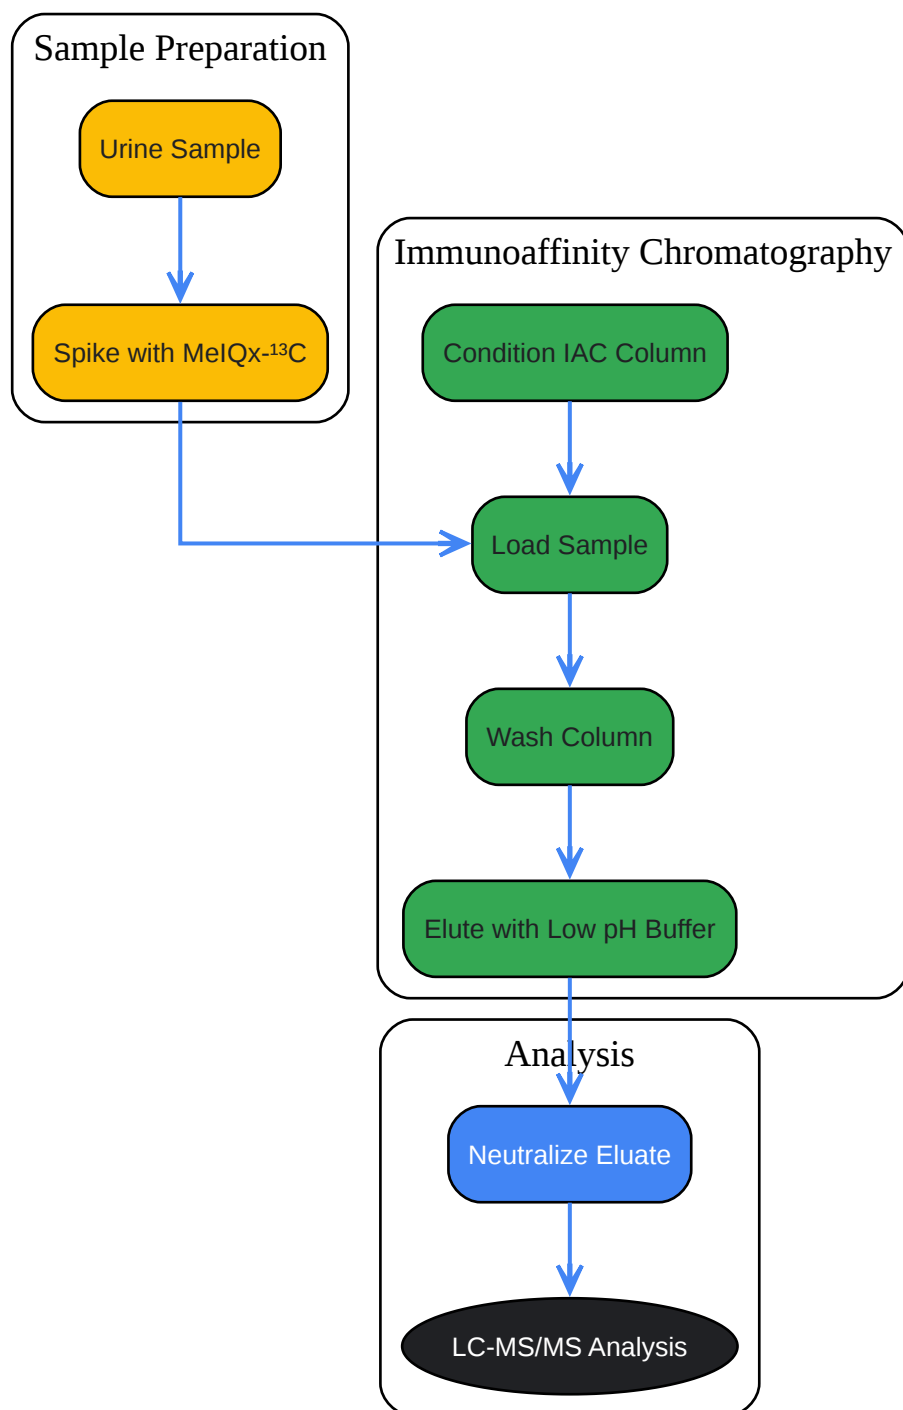 Sample Preparation
Urine Sample
Spike with MeIQx-¹³C
Immunoaffinity Chromatography
Condition IAC Column
Load Sample
Wash Column
Elute with Low pH Buffer
Analysis
Neutralize Eluate
LC-MS/MS Analysis